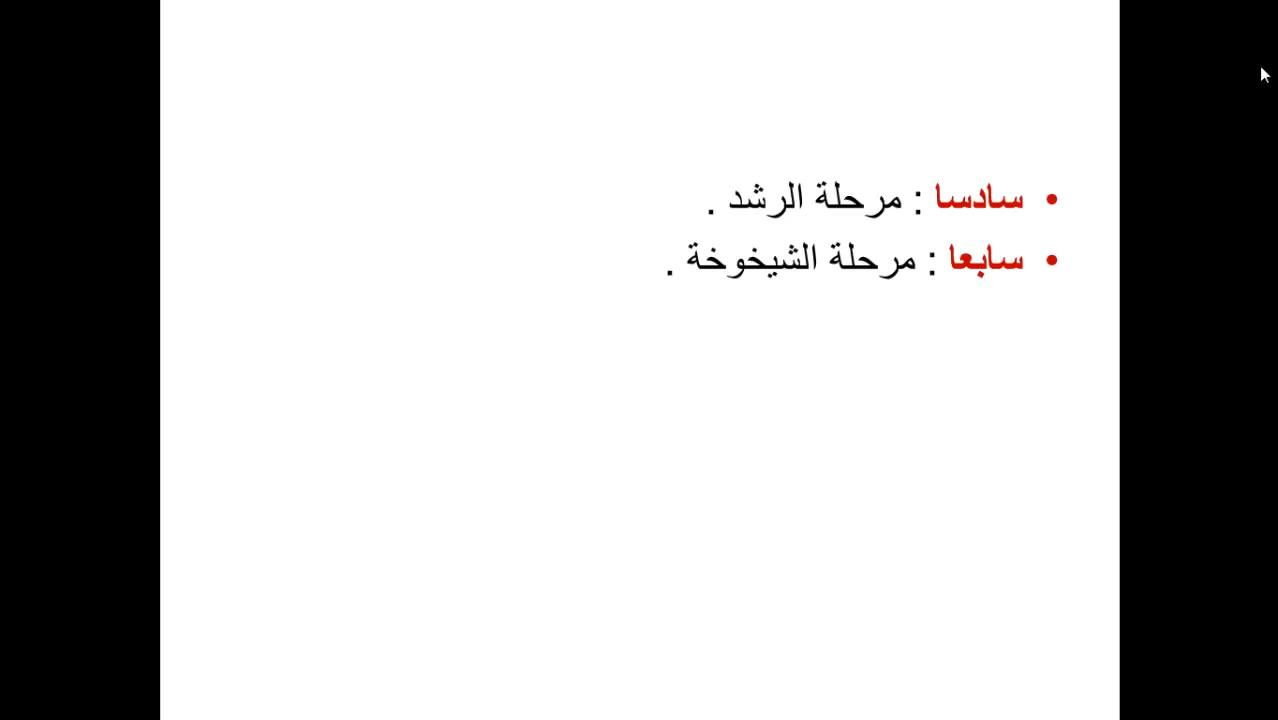 • سادسا : مرحلة الرشد .
• سابعا : مرحلة الشيخوخة .